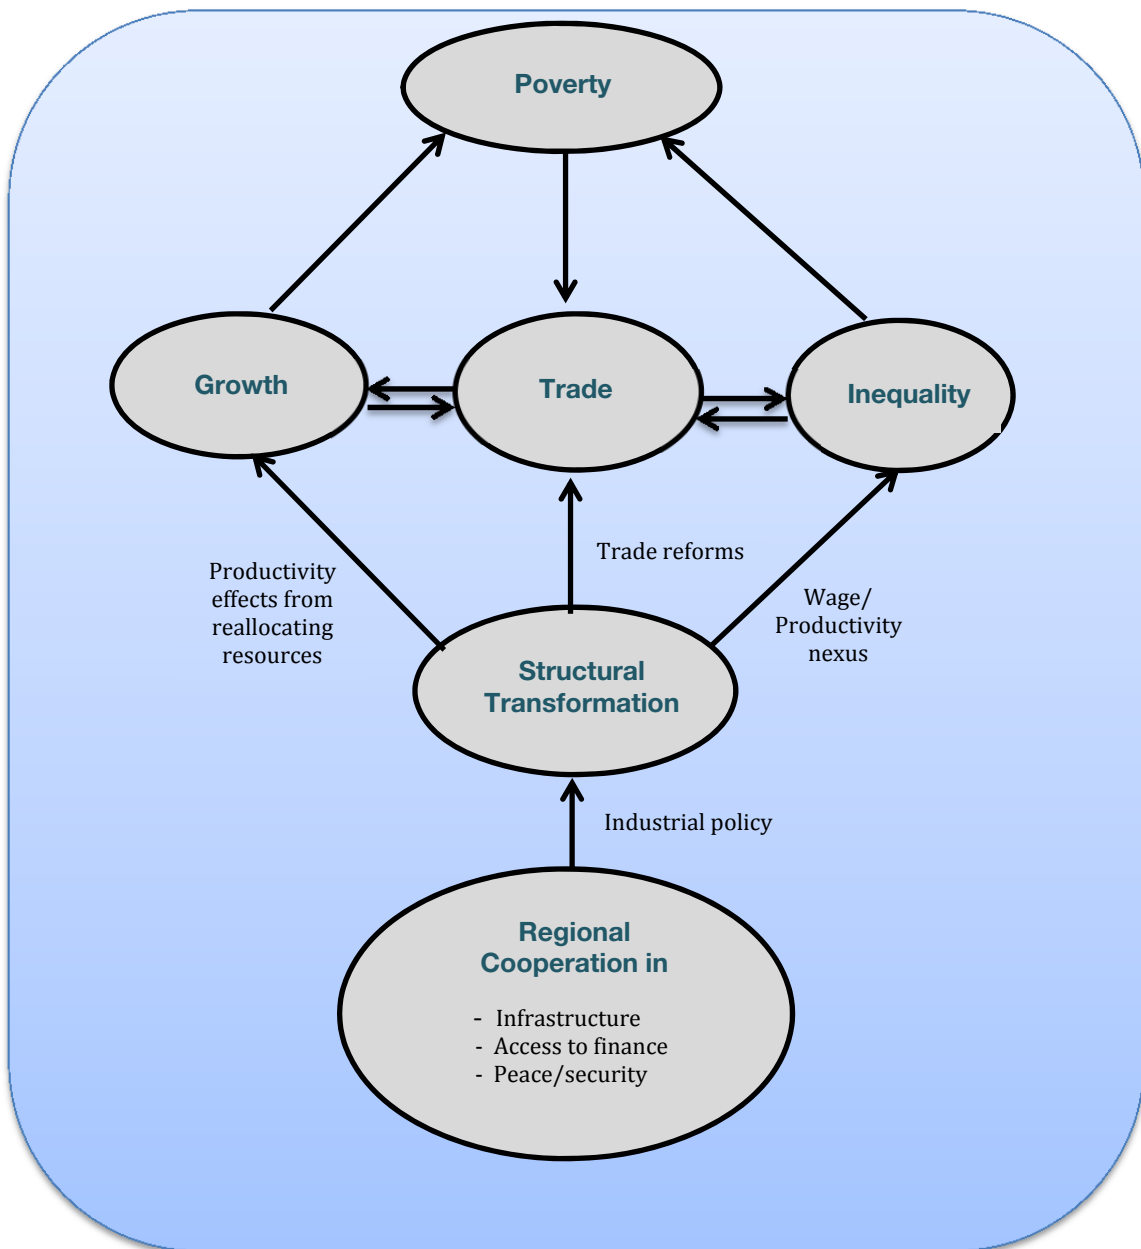 Poverty
Growth
Trade
Inequality
Trade reforms
Productivity
effects from
reallocating
resources
Wage/
Productivity
nexus
Structural
Transformation
Industrial policy
Regional
Cooperation in
- Infrastructure
- Access to finance
- Peace/security